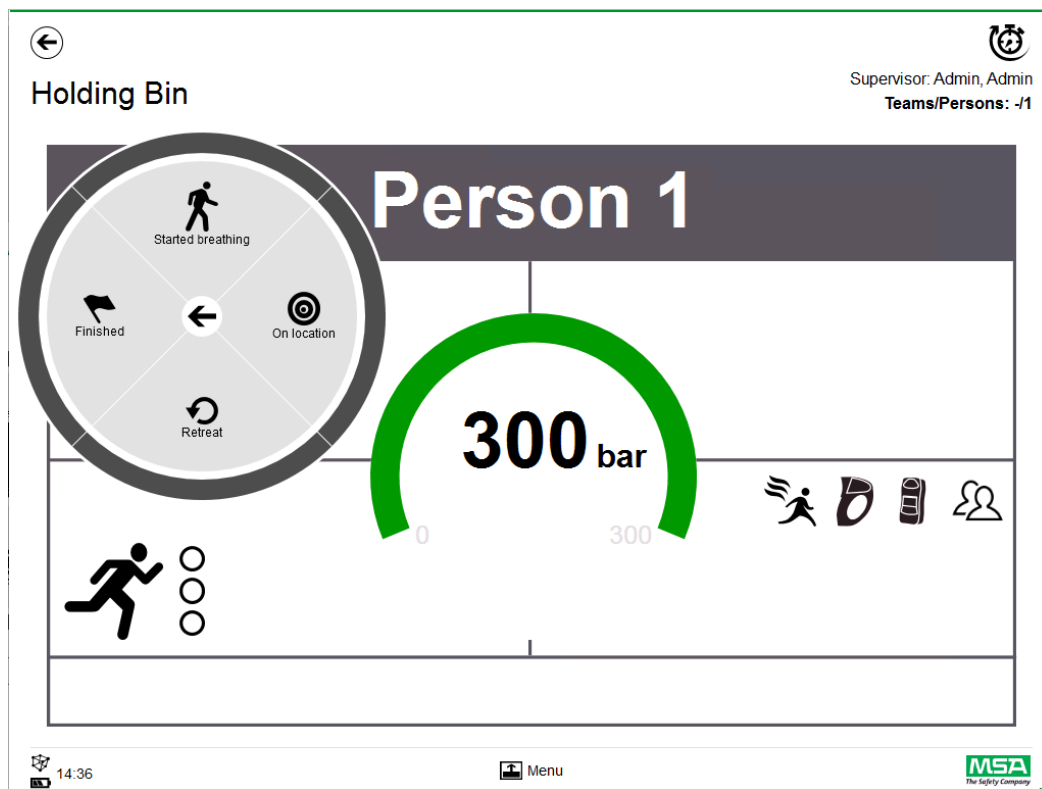 Holding Bin
Supervisor: Admin, Admin
Teams/Persons: -/1
Person 1
Started breathing
Finished
On location
Retreat
300 bar
0
300
14:36
Menu
MSA
The Safety Company